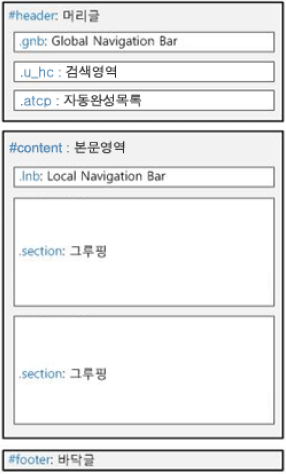 #header: 머리글
.gnb: Global Navigation Bar
.u_hc : 검색영역
.atcp : 자동완성목록
#content : 본문영역
.lnb: Local Navigation Bar
.section: 그루핑
.section: 그루핑
#footer: 바닥글